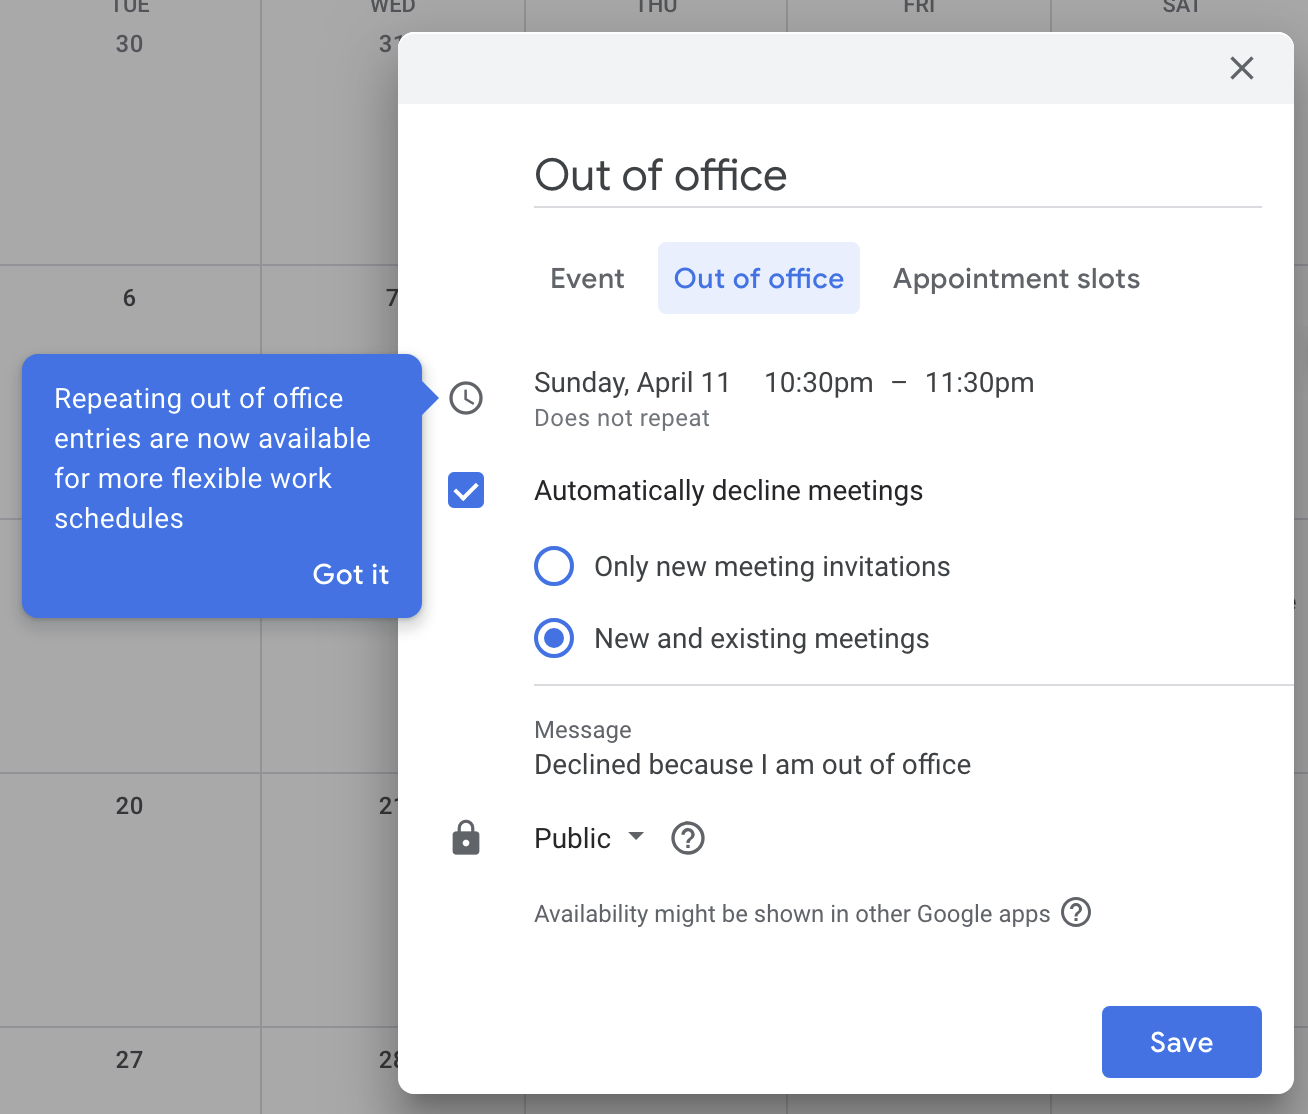 TUE WED THU FRI SAT
30
Out of office
Event Out of office Appointment slots
6 7
Repeating out of office
entries are now available
for more flexible work
schedules
Got it
Sunday, April 11 10:30pm – 11:30pm
Does not repeat
Automatically decline meetings
Only new meeting invitations
New and existing meetings
Message
Declined because I am out of office
20
Public
Availability might be shown in other Google apps
27
Save